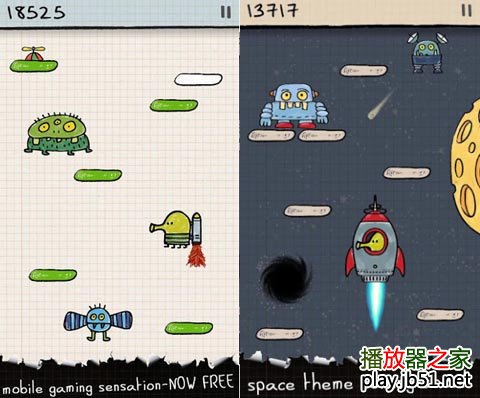 18525
13717
mobile gaming sensation-NOW FREE
space theme
播放器之家
play.jb51.net